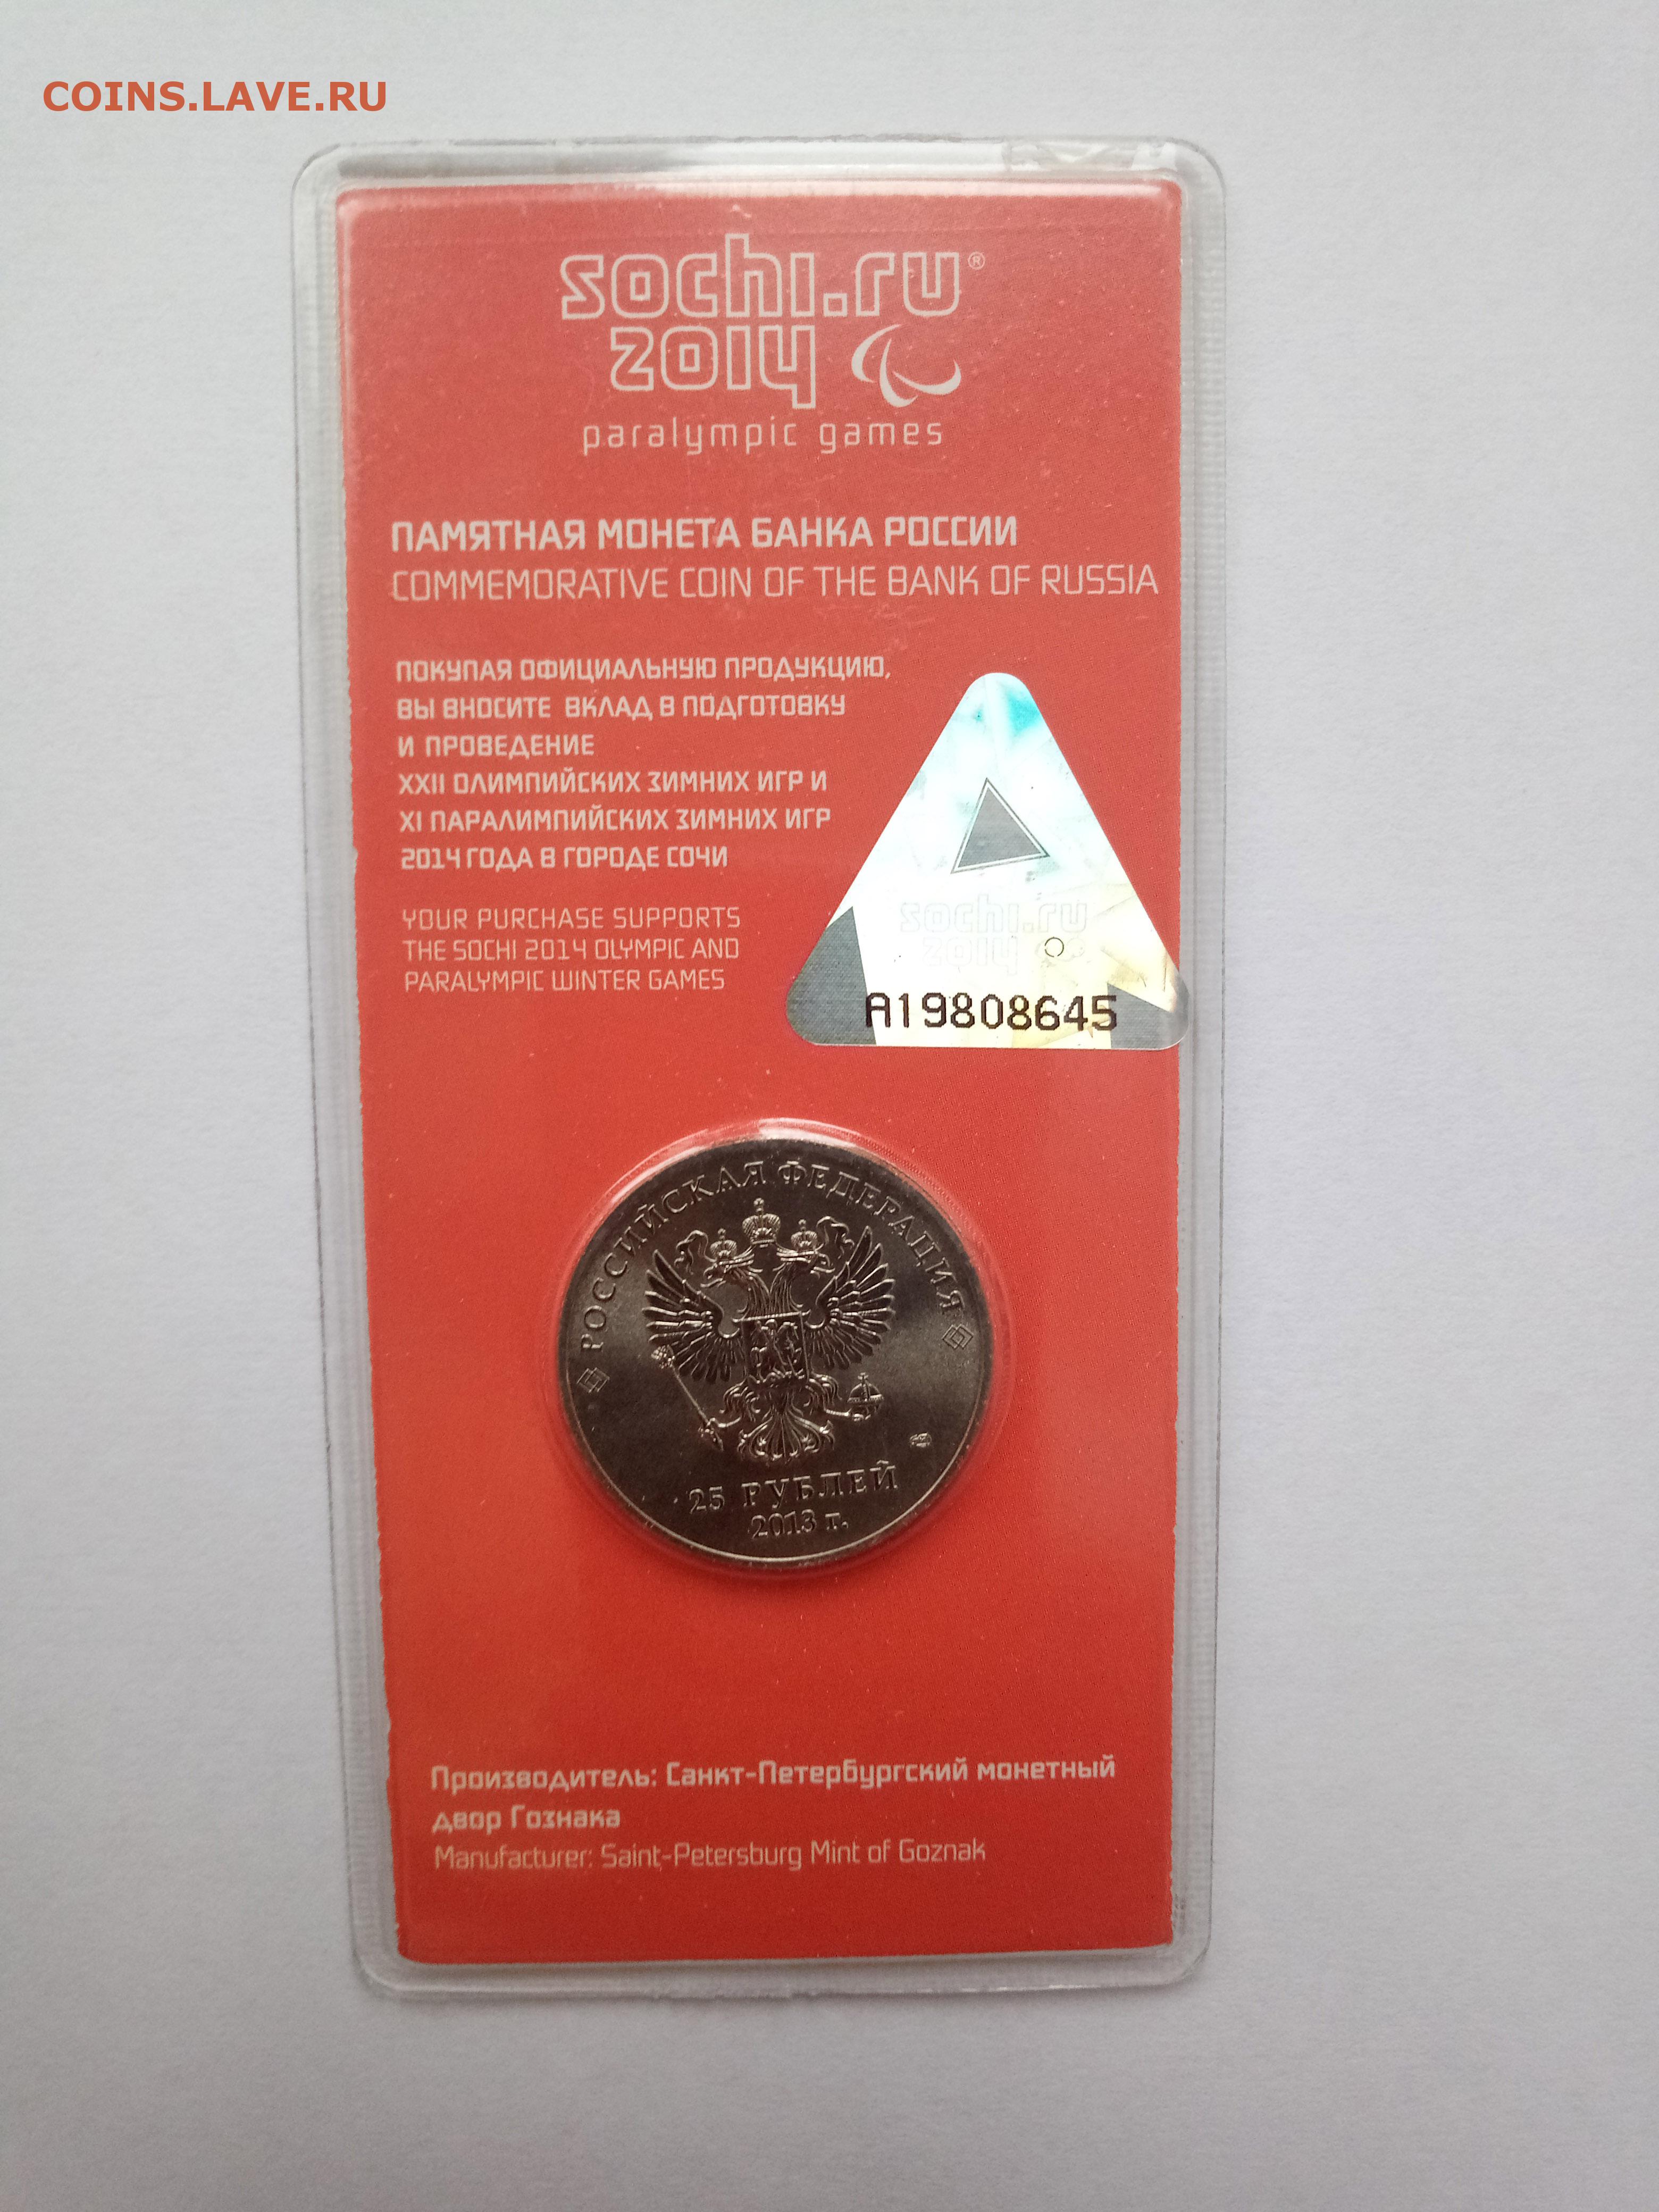 COINS.LAVE.RU
sochi.ru®
2014
paralympic games
ПАМЯТНАЯ МОНЕТА БАНКА РОССИИ
COMMEMORATIVE COIN OF THE BANK OF RUSSIA
ПОКУПАЯ ОФИЦИАЛЬНУЮ ПРОДУКЦИЮ,
ВЫ ВНОСИТЕ ВКЛАД В ПОДГОТОВКУ
И ПРОВЕДЕНИЕ
XXII ОЛИМПИЙСКИХ ЗИМНИХ ИГР И
XI ПАРАЛИМПИЙСКИХ ЗИМНИХ ИГР
2014 ГОДА В ГОРОДЕ СОЧИ
YOUR PURCHASE SUPPORTS
THE SOCHI 2014 OLYMPIC AND
PARALYMPIC WINTER GAMES
sochi.ru
2014
A19808645
РОССИЙСКАЯ ФЕДЕРАЦИЯ
25 РУБЛЕЙ
2013 г.
Производитель: Санкт-Петербургский монетный
двор Гознака
Manufacturer: Saint-Petersburg Mint of Goznak